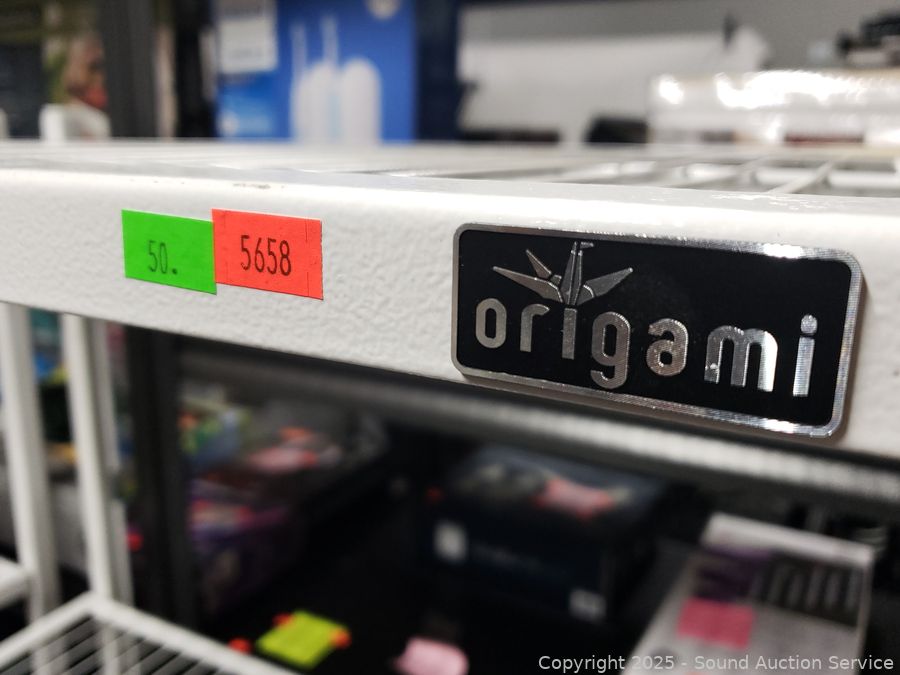 50.
5658
origami
Copyright 2025 - Sound Auction Service